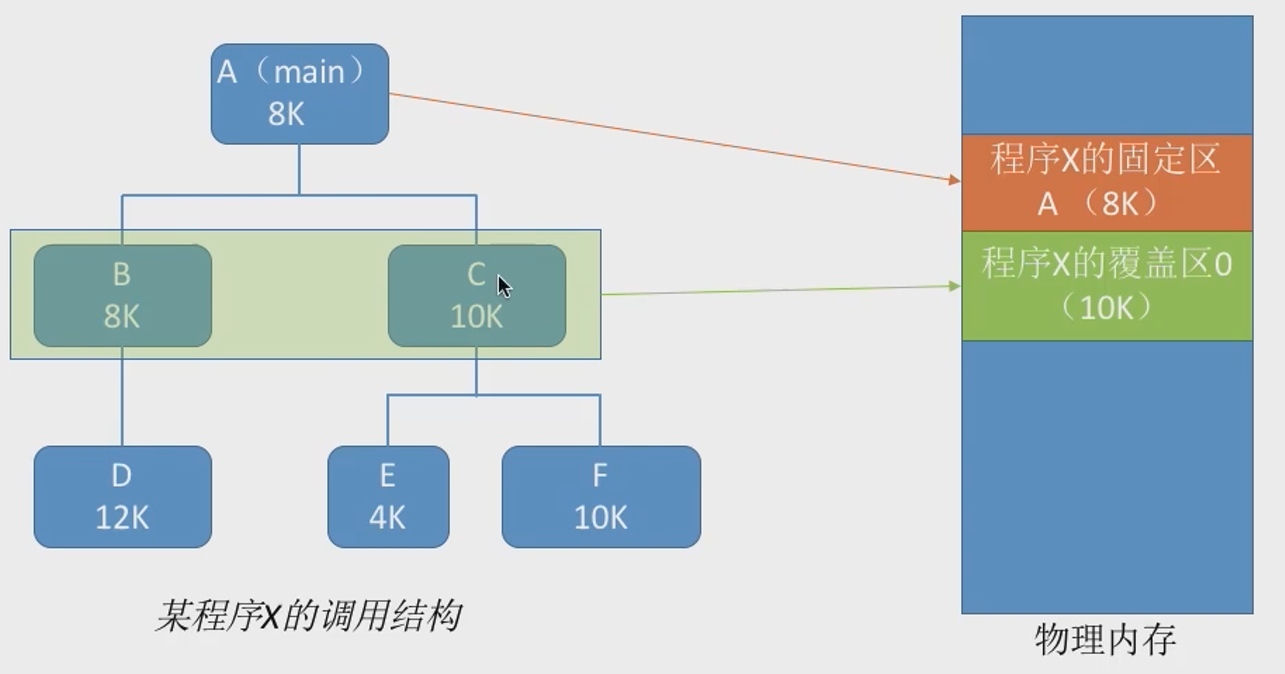 A（main）
8K
B
8K
C
10K
D
12K
E
4K
F
10K
某程序X的调用结构
程序X的固定区
A （8K）
程序X的覆盖区0
（10K）
物理内存